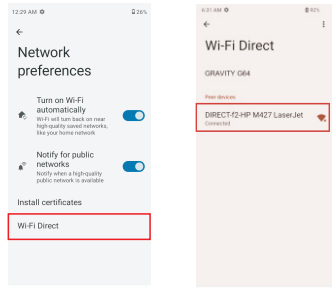 12:29 AM
26%
Network
preferences
Turn on Wi-Fi
automatically
Wi-Fi will turn back on near
high-quality saved networks,
like your home network
Notify for public
networks
Notify when a high-quality
public network is available
Install certificates
Wi-Fi Direct
6:31 AM
92%
Wi-Fi Direct
GRAVITY G64
Peer devices
DIRECT-f2-HP M427 LaserJet
Connected